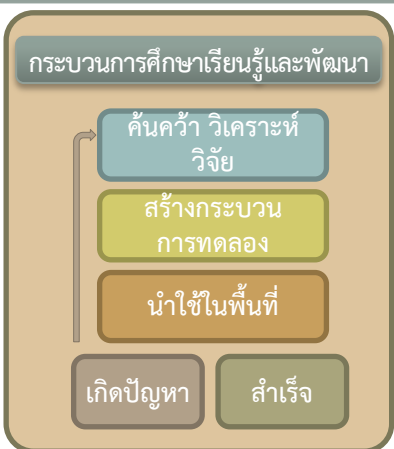 กระบวนการศึกษาเรียนรู้และพัฒนา
ค้นคว้า วิเคราะห์
วิจัย
สร้างกระบวน
การทดลอง
นำใช้ในพื้นที่
เกิดปัญหา
สำเร็จ